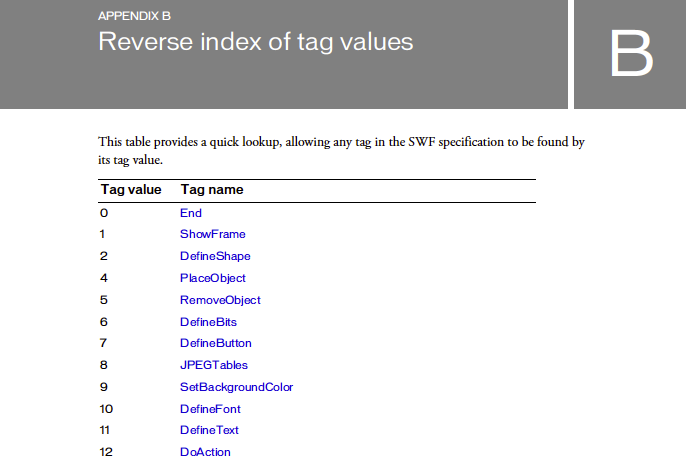 APPENDIX B
Reverse index of tag values
B
This table provides a quick lookup, allowing any tag in the SWF specification to be found by
its tag value.
Tag value Tag name
0 End
1 ShowFrame
2 DefineShape
4 PlaceObject
5 RemoveObject
6 DefineBits
7 DefineButton
8 JPEGTables
9 SetBackgroundColor
10 DefineFont
11 DefineText
12 DoAction